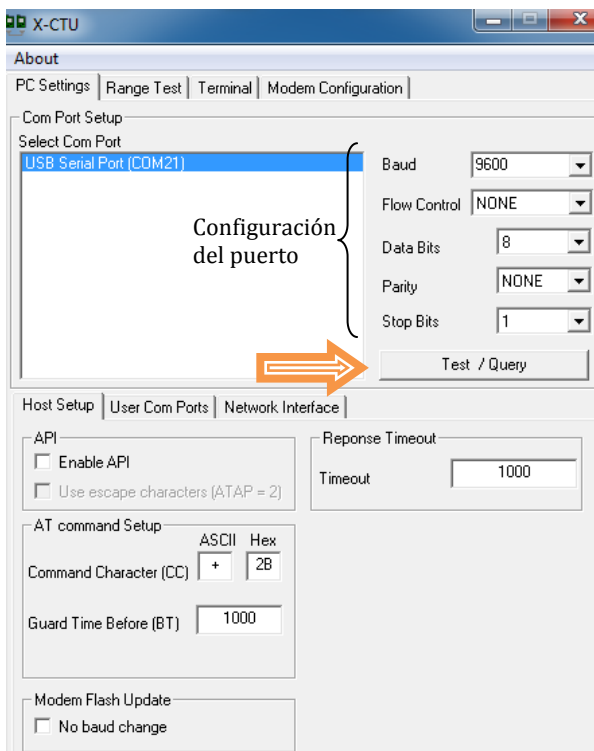 X-CTU
About
PC Settings Range Test Terminal Modem Configuration
Com Port Setup
Select Com Port
USB Serial Port (COM21)
Configuración
del puerto
Baud 9600
Flow Control NONE
Data Bits 8
Parity NONE
Stop Bits 1
Test / Query
Host Setup User Com Ports Network Interface
API
Enable API
Use escape characters (ATAP = 2)
Reponse Timeout
Timeout 1000
AT command Setup
ASCII Hex
Command Character (CC) + 2B
Guard Time Before (BT) 1000
Modem Flash Update
No baud change